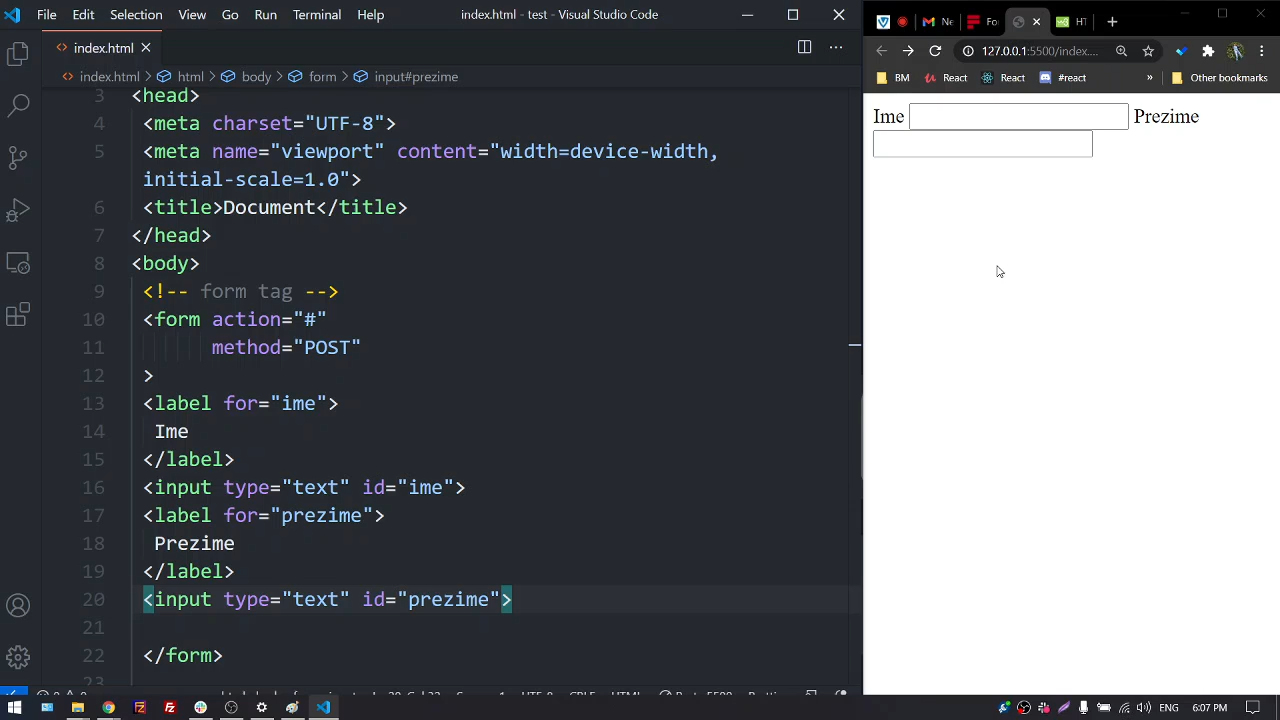 File Edit Selection View Go Run Terminal Help index.html - test - Visual Studio Code
index.html
index.html html body form input#prezime
3 <head>
4 <meta charset="UTF-8">
5 <meta name="viewport" content="width=device-width,
initial-scale=1.0">
6 <title>Document</title>
7 </head>
8 <body>
9 <!-- form tag -->
10 <form action="#"
11 method="POST"
12 >
13 <label for="ime">
14 Ime
15 </label>
16 <input type="text" id="ime">
17 <label for="prezime">
18 Prezime
19 </label>
20 <input type="text" id="prezime">
21
22 </form>
23
Ne Fo HT
127.0.0.1:5500/index....
BM React React #react » Other bookmarks
Ime Prezime
ENG 6:07 PM